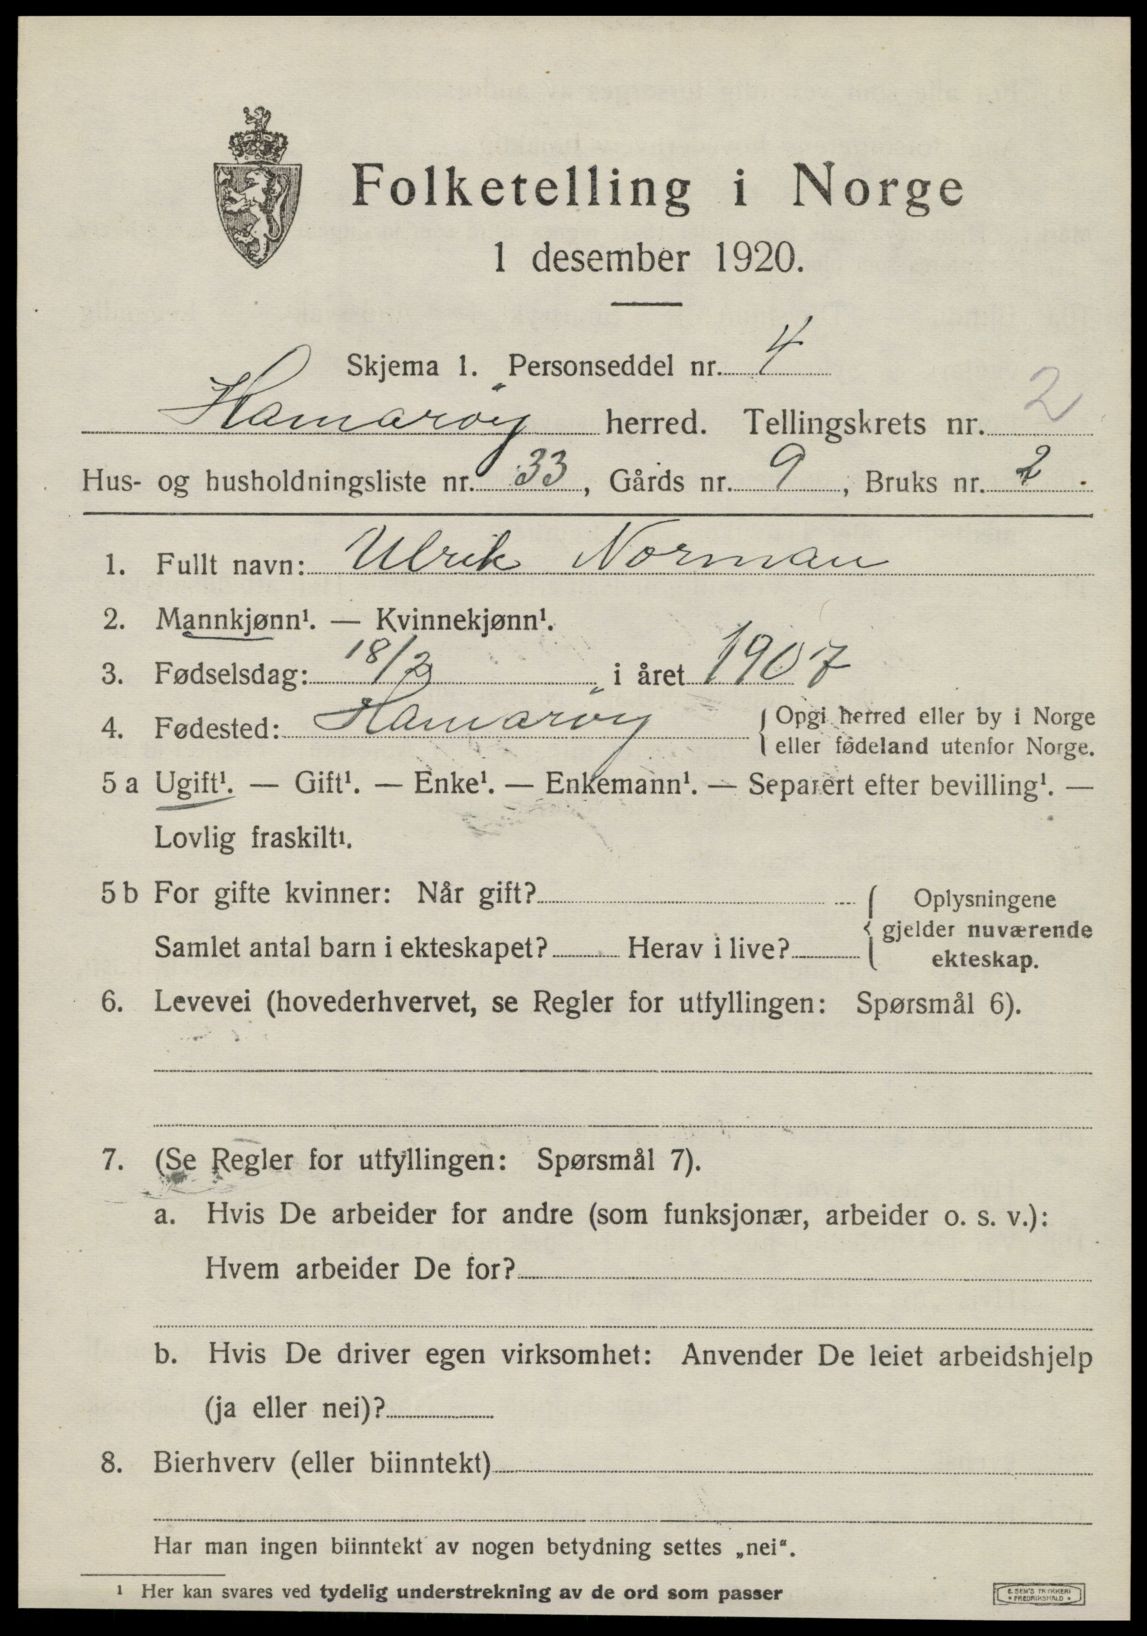 Folketelling i Norge
1 desember 1920.
Skjema 1. Personseddel nr. 4
Hamarøy herred. Tellingskrets nr. 2
Hus- og husholdningsliste nr. 33, Gårds nr. 9, Bruks nr. 2.
1. Fullt navn: Ulrik Norman
2. Mannkjønn¹. — Kvinnekjønn¹.
3. Fødselsdag: 18/2 i året 1907
4. Fødested: Hamarøy { Opgi herred eller by i Norge
eller fødeland utenfor Norge.
5 a Ugift¹. — Gift¹. — Enke¹. — Enkemann¹. — Separert efter bevilling¹. —
Lovlig fraskilt¹.
5 b For gifte kvinner: Når gift? { Oplysningene
gjelder nuværende
ekteskap.
Samlet antal barn i ekteskapet? Herav i live?
6. Levevei (hovederhvervet, se Regler for utfyllingen: Spørsmål 6).
7. (Se Regler for utfyllingen: Spørsmål 7).
a. Hvis De arbeider for andre (som funksjonær, arbeider o. s. v.):
Hvem arbeider De for?
b. Hvis De driver egen virksomhet: Anvender De leiet arbeidshjelp
(ja eller nei)?
8. Bierhverv (eller biinntekt)
Har man ingen biinntekt av nogen betydning settes „nei".
¹ Her kan svares ved tydelig understrekning av de ord som passer
E. SEM'S TRYKKERI
FREDRIKSHALD